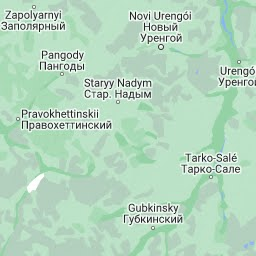 Zapolyarnyi
Заполярный
Novi Urengói
Новый
Уренгой
Pangody
Пангоды
Urengó
Уренгой
Staryy Nadym
Стар. Надым
Pravokhettinskii
Правохеттинский
Tarko-Salé
Тарко-Сале
Gubkinsky
Губкинский